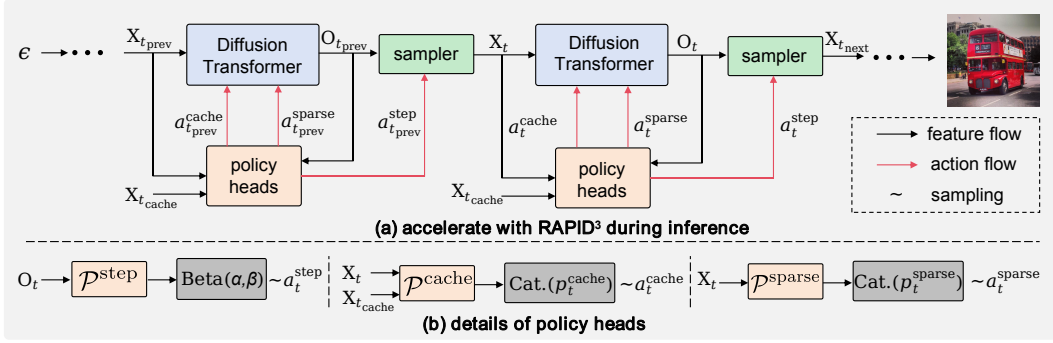 ϵ X_{t_prev} Diffusion Transformer O_{t_prev} sampler X_t Diffusion Transformer O_t sampler X_{t_next}
a^{cache}_{t_prev} a^{sparse}_{t_prev} a^{step}_{t_prev} a^{cache}_t a^{sparse}_t a^{step}_t
policy heads policy heads
X_{t_cache} X_{t_cache}
feature flow
action flow
~ sampling
(a) accelerate with RAPID³ during inference
O_t P^{step} Beta(α,β) ~a^{step}_t
X_t X_{t_cache} P^{cache} Cat.(p^{cache}_t) ~a^{cache}_t
X_t P^{sparse} Cat.(p^{sparse}_t) ~a^{sparse}_t
(b) details of policy heads